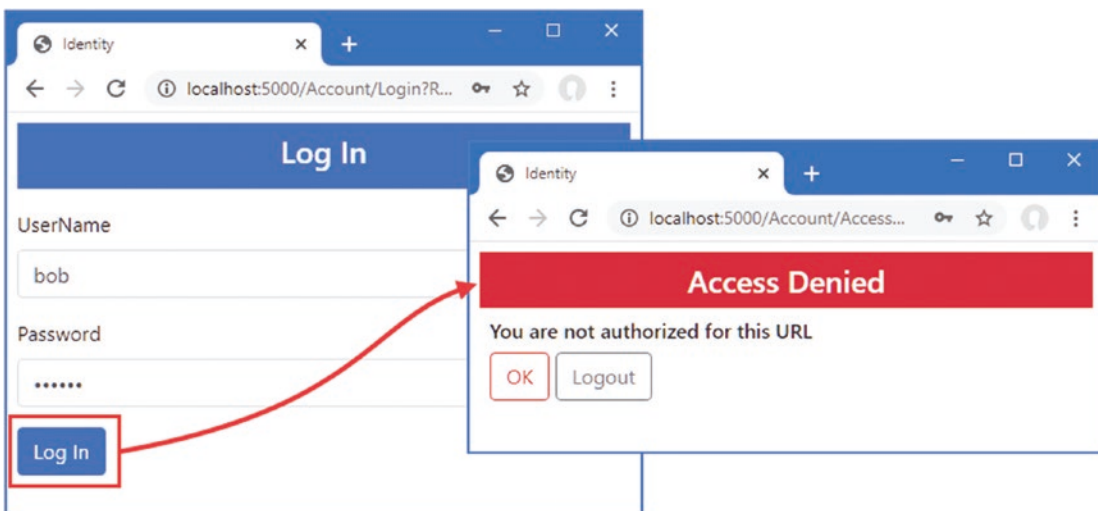 Identity
localhost:5000/Account/Login?R...
Log In
UserName
bob
Password
••••••
Log In
Identity
localhost:5000/Account/Access...
Access Denied
You are not authorized for this URL
OK Logout